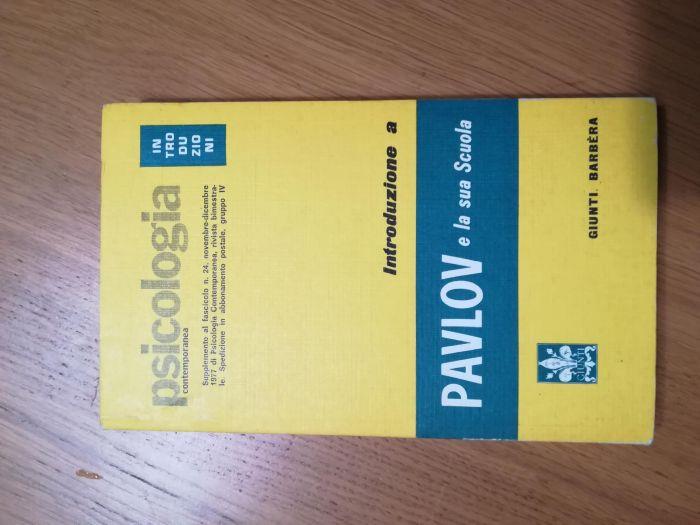 psicologia
contemporanea
IN
TRO
DU
ZIO
NI
Supplemento al fascicolo n. 24, novembre-dicembre
1977 di Psicologia Contemporanea, rivista bimestra-
le. Spedizione in abbonamento postale, gruppo IV
Introduzione a
PAVLOV e la sua Scuola
GIUNTI
GIUNTI. BARBÈRA